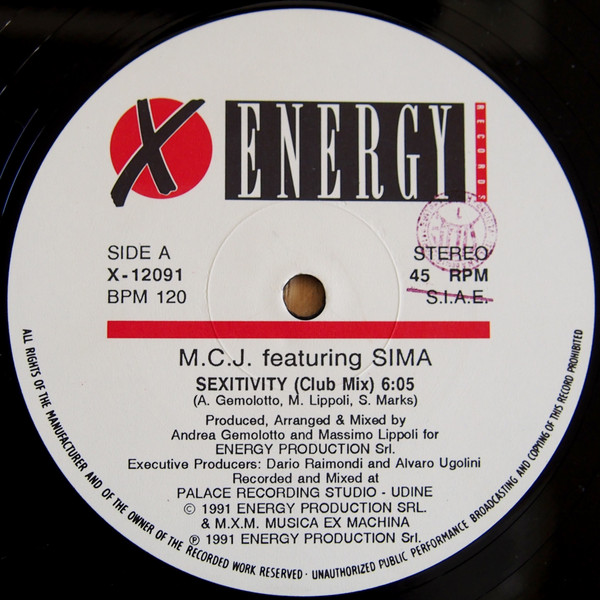 X ENERGY RECORDS
SIDE A
X-12091
BPM 120
STEREO
45 RPM
S.I.A.E.
M.C.J. featuring SIMA
SEXITIVITY (Club Mix) 6:05
(A. Gemolotto, M. Lippoli, S. Marks)
Produced, Arranged & Mixed by
Andrea Gemolotto and Massimo Lippoli for
ENERGY PRODUCTION Srl.
Executive Producers: Dario Raimondi and Alvaro Ugolini
Recorded and Mixed at
PALACE RECORDING STUDIO - UDINE
© 1991 ENERGY PRODUCTION SRL.
& M.X.M. MUSICA EX MACHINA
℗ 1991 ENERGY PRODUCTION Srl.
ALL RIGHTS OF THE MANUFACTURER AND OF THE OWNER OF THE RECORDED WORK RESERVED · UNAUTHORIZED PUBLIC PERFORMANCE BROADCASTING AND COPYING OF THIS RECORD PROHIBITED